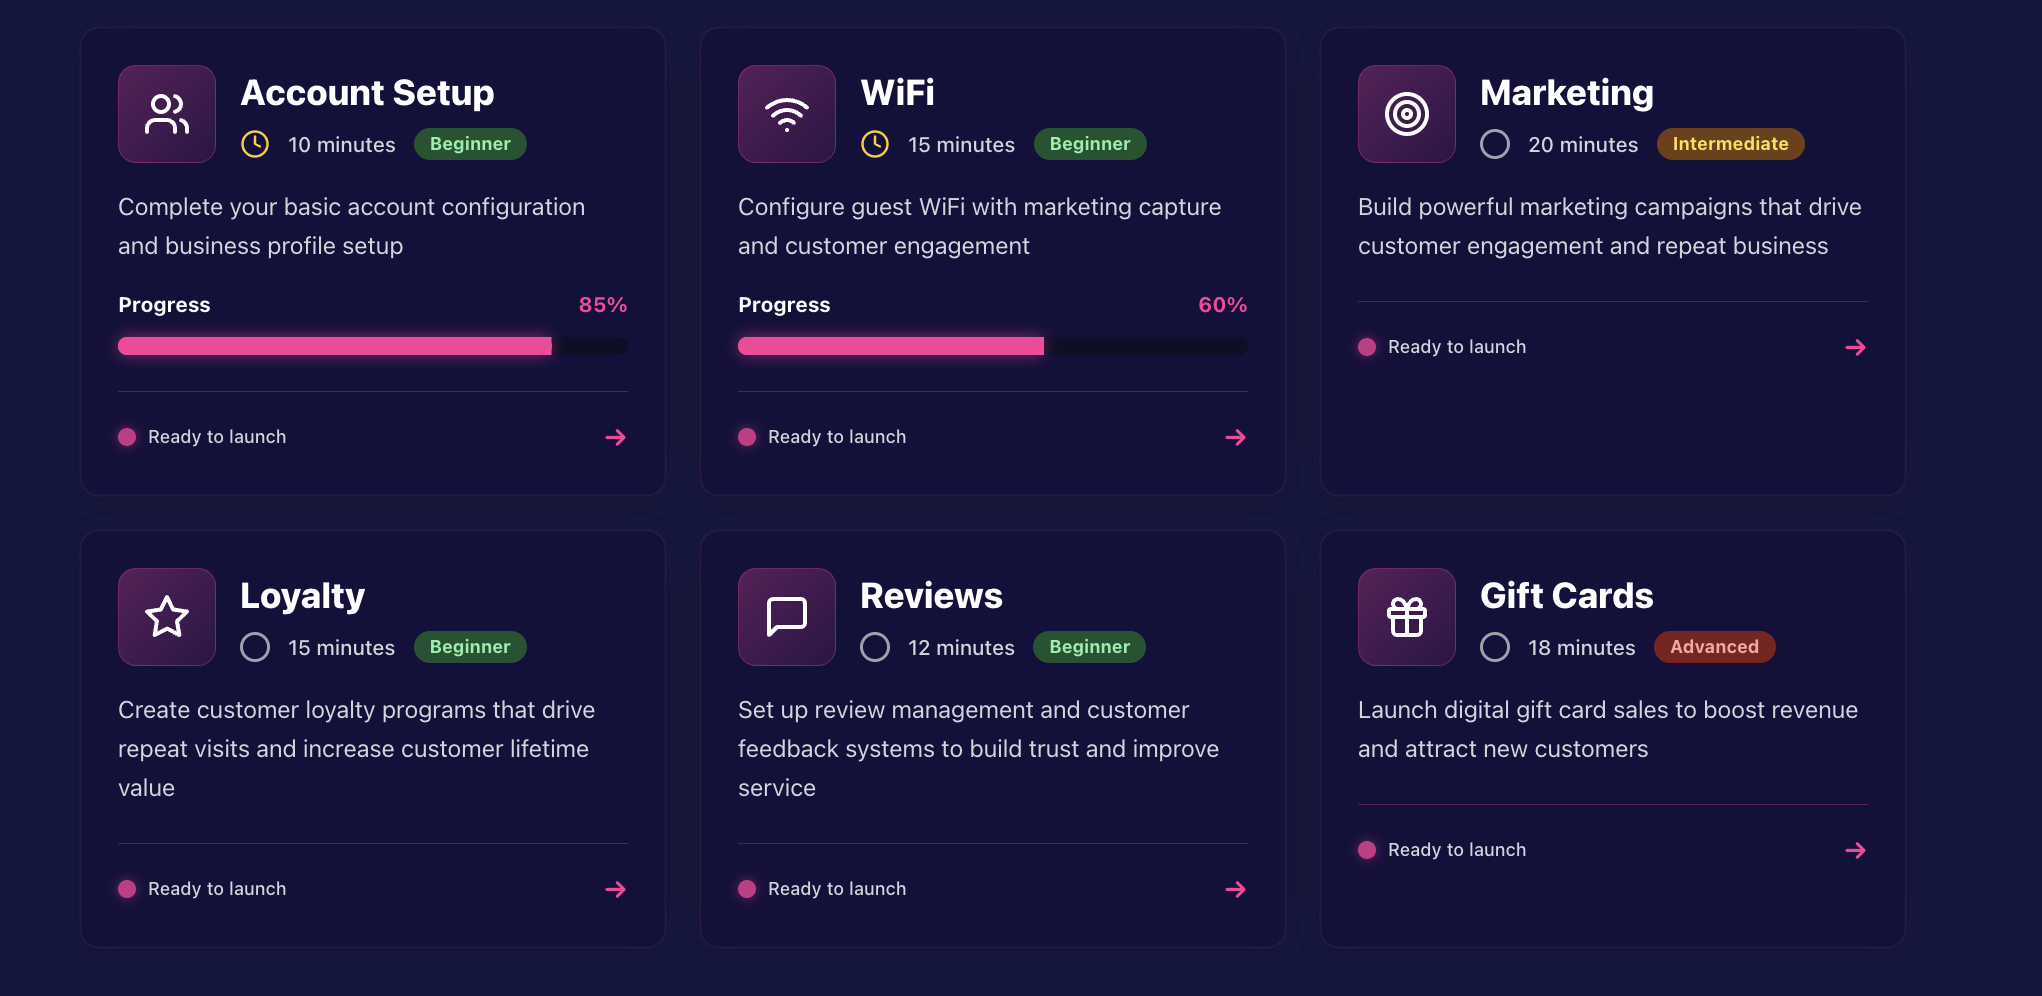 Account Setup
10 minutes Beginner
Complete your basic account configuration
and business profile setup
Progress 85%
Ready to launch
WiFi
15 minutes Beginner
Configure guest WiFi with marketing capture
and customer engagement
Progress 60%
Ready to launch
Marketing
20 minutes Intermediate
Build powerful marketing campaigns that drive
customer engagement and repeat business
Ready to launch
Loyalty
15 minutes Beginner
Create customer loyalty programs that drive
repeat visits and increase customer lifetime
value
Ready to launch
Reviews
12 minutes Beginner
Set up review management and customer
feedback systems to build trust and improve
service
Ready to launch
Gift Cards
18 minutes Advanced
Launch digital gift card sales to boost revenue
and attract new customers
Ready to launch